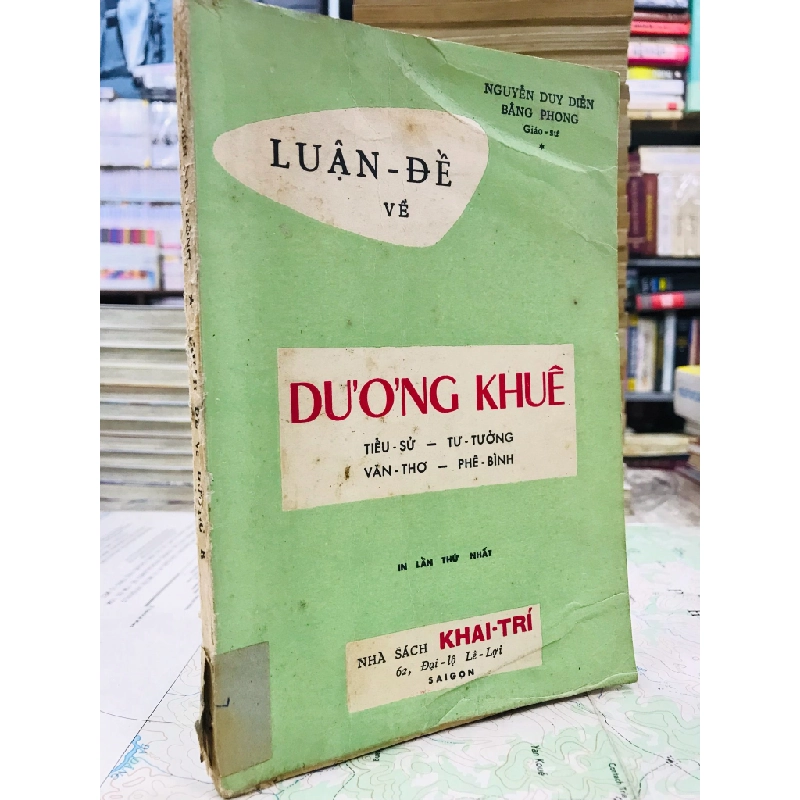 NGUYỄN DUY DIỄN
BẰNG PHONG
Giáo-sư
*
LUẬN-ĐỀ
VỀ
DƯƠNG KHUÊ
TIỂU-SỬ — TƯ-TƯỞNG
VĂN-THƠ — PHÊ-BÌNH
IN LẦN THỨ NHẤT
NHÀ SÁCH KHAI-TRÍ
62, Đại-lộ Lê-Lợi
SAIGON